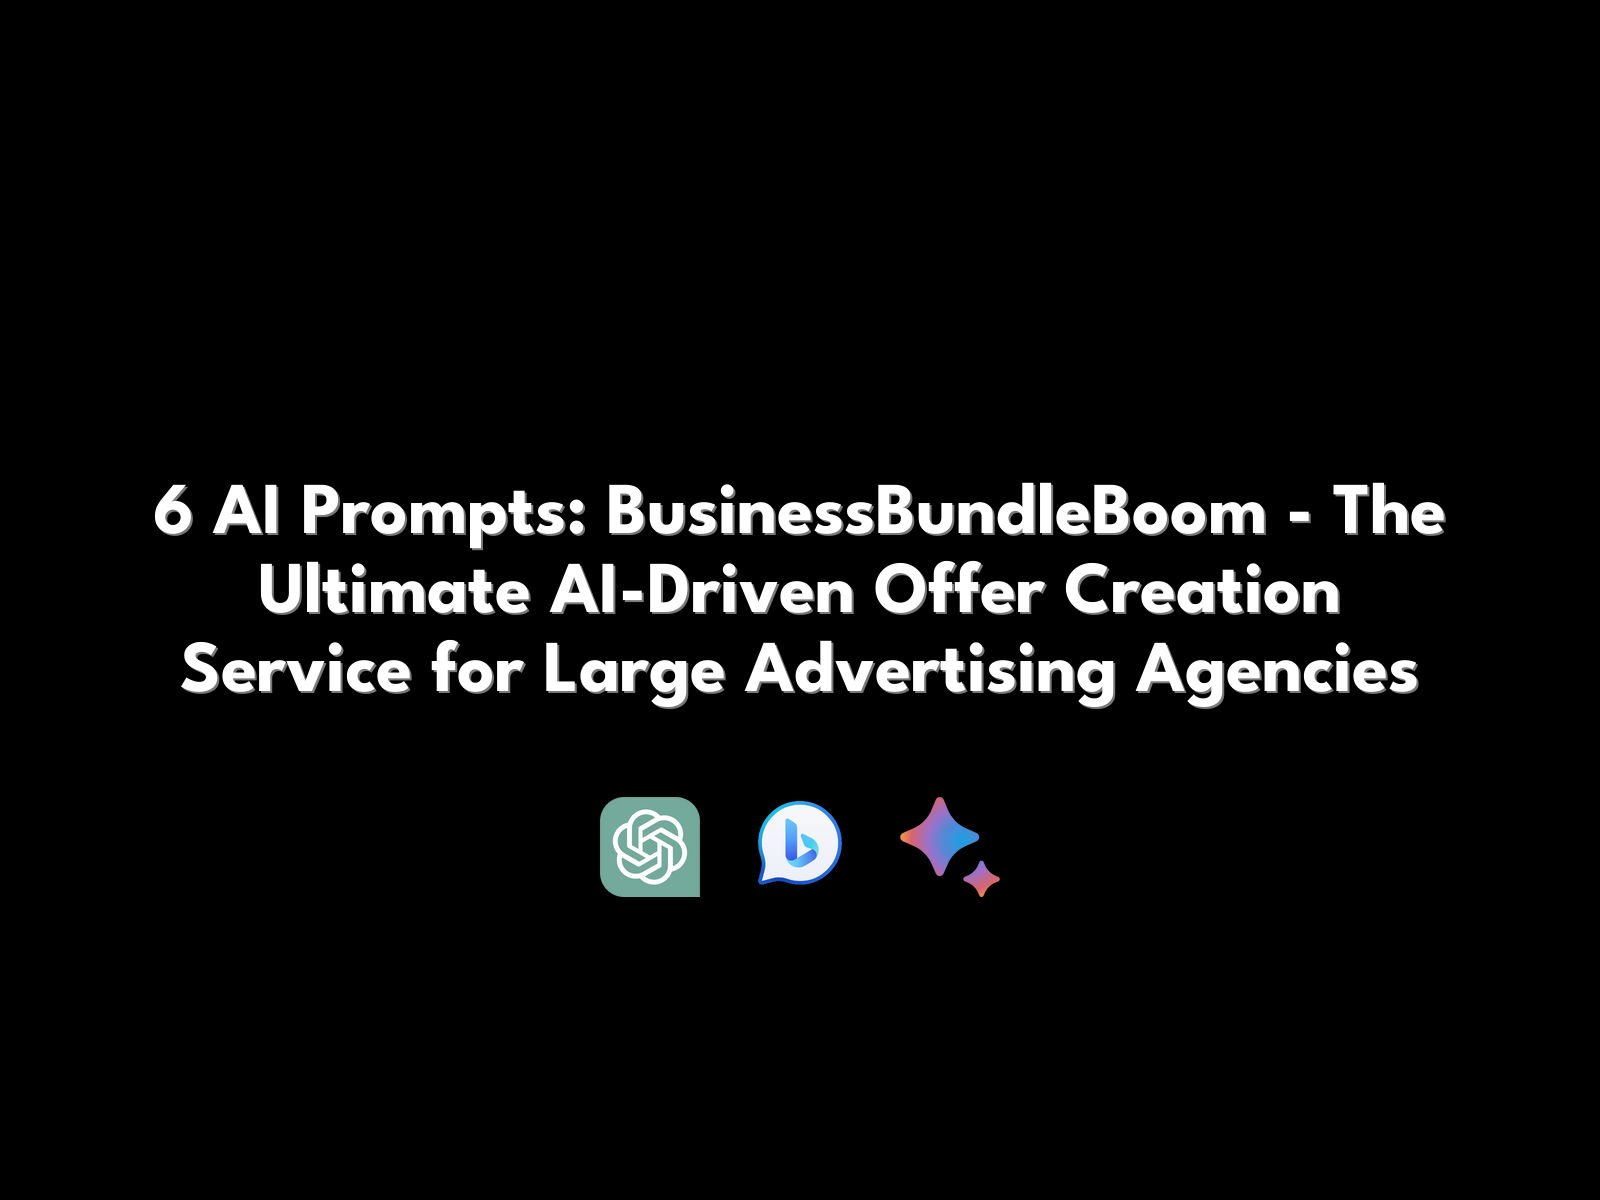 6 AI Prompts: BusinessBundleBoom - The
Ultimate AI-Driven Offer Creation
Service for Large Advertising Agencies